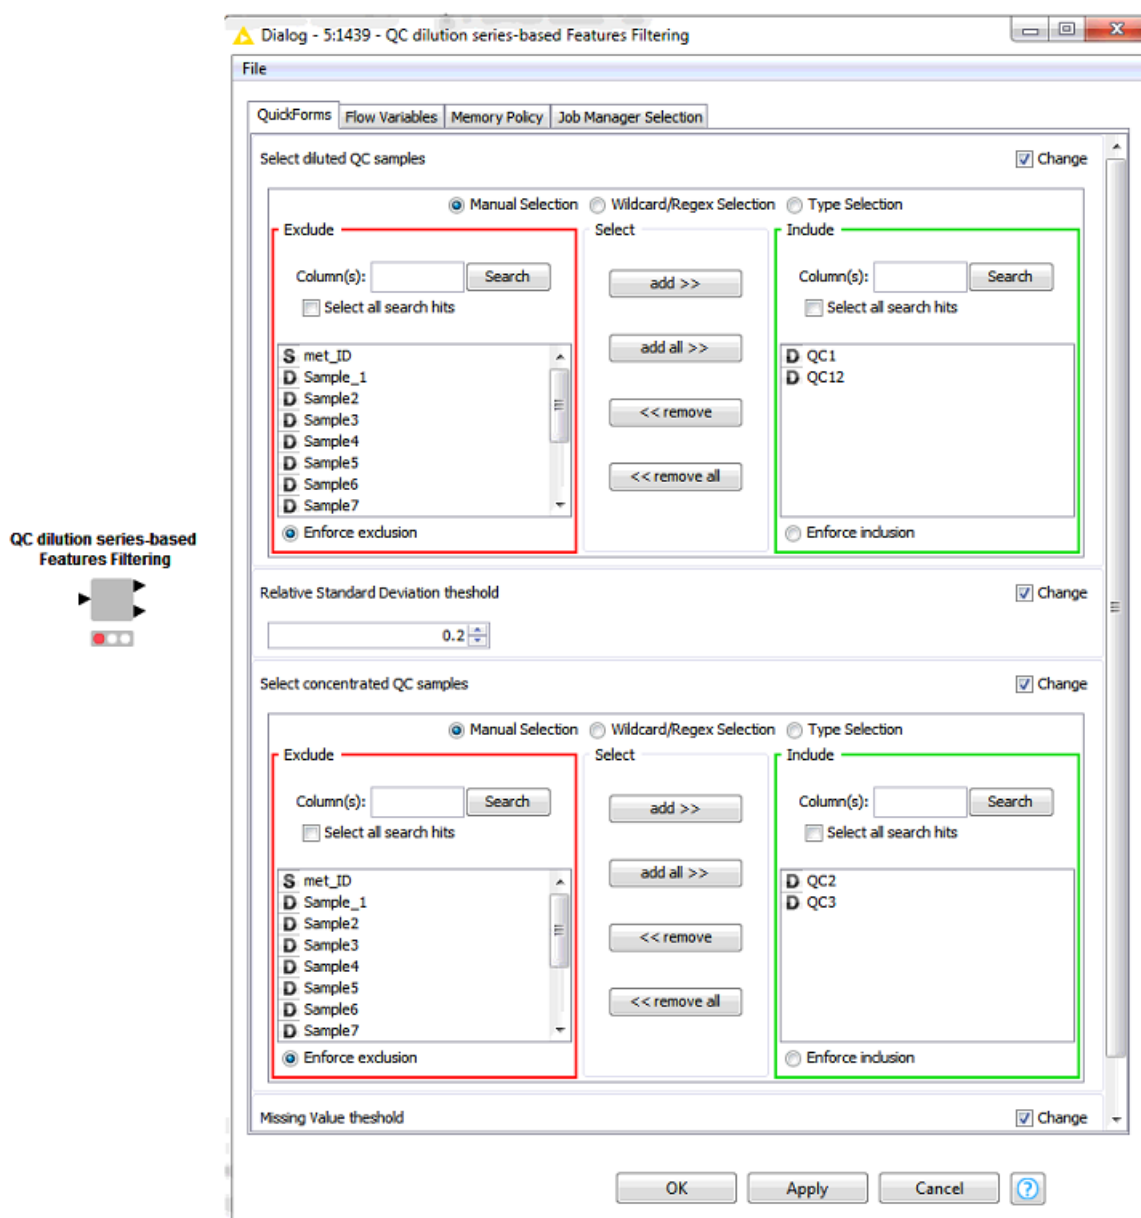 Dialog - 5:1439 - QC dilution series-based Features Filtering
File
QuickForms Flow Variables Memory Policy Job Manager Selection
Select diluted QC samples Change
Manual Selection Wildcard/Regex Selection Type Selection
Exclude Select Include
Column(s): Search add >> Column(s): Search
Select all search hits Select all search hits
add all >>
S met_ID D QC1
D Sample_1 D QC12
D Sample2
D Sample3 << remove
D Sample4
D Sample5
D Sample6 << remove all
D Sample7
Enforce exclusion Enforce inclusion
QC dilution series-based
Features Filtering
Relative Standard Deviation theshold Change
0.2
Select concentrated QC samples Change
Manual Selection Wildcard/Regex Selection Type Selection
Exclude Select Include
Column(s): Search add >> Column(s): Search
Select all search hits Select all search hits
add all >>
S met_ID D QC2
D Sample_1 D QC3
D Sample2
D Sample3 << remove
D Sample4
D Sample5
D Sample6 << remove all
D Sample7
Enforce exclusion Enforce inclusion
Missing Value theshold Change
OK Apply Cancel ?